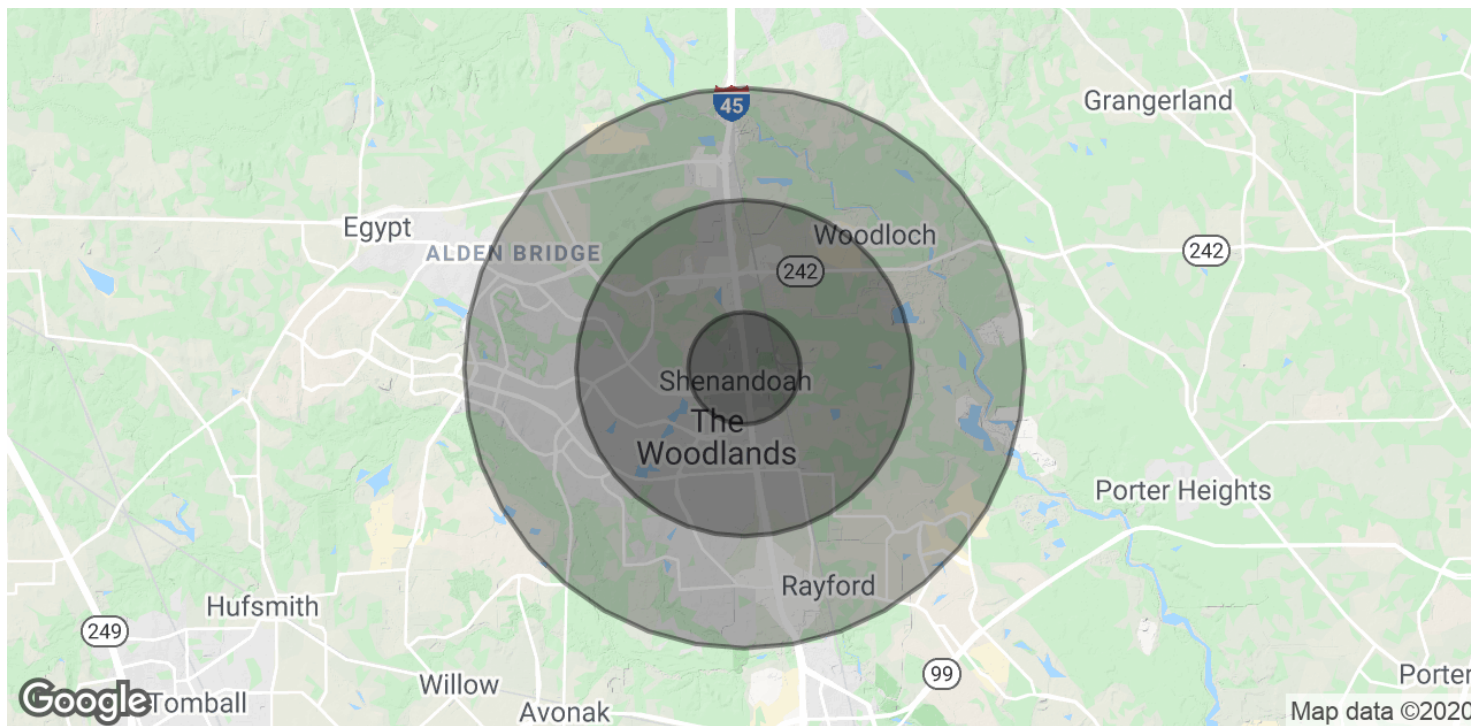 45
Grangerland
Egypt
Woodloch
ALDEN BRIDGE
242
242
Shenandoah
The
Woodlands
Porter Heights
Rayford
Hufsmith
249
99
Porter
Willow
Tomball
Avonak
Google
Map data ©2020